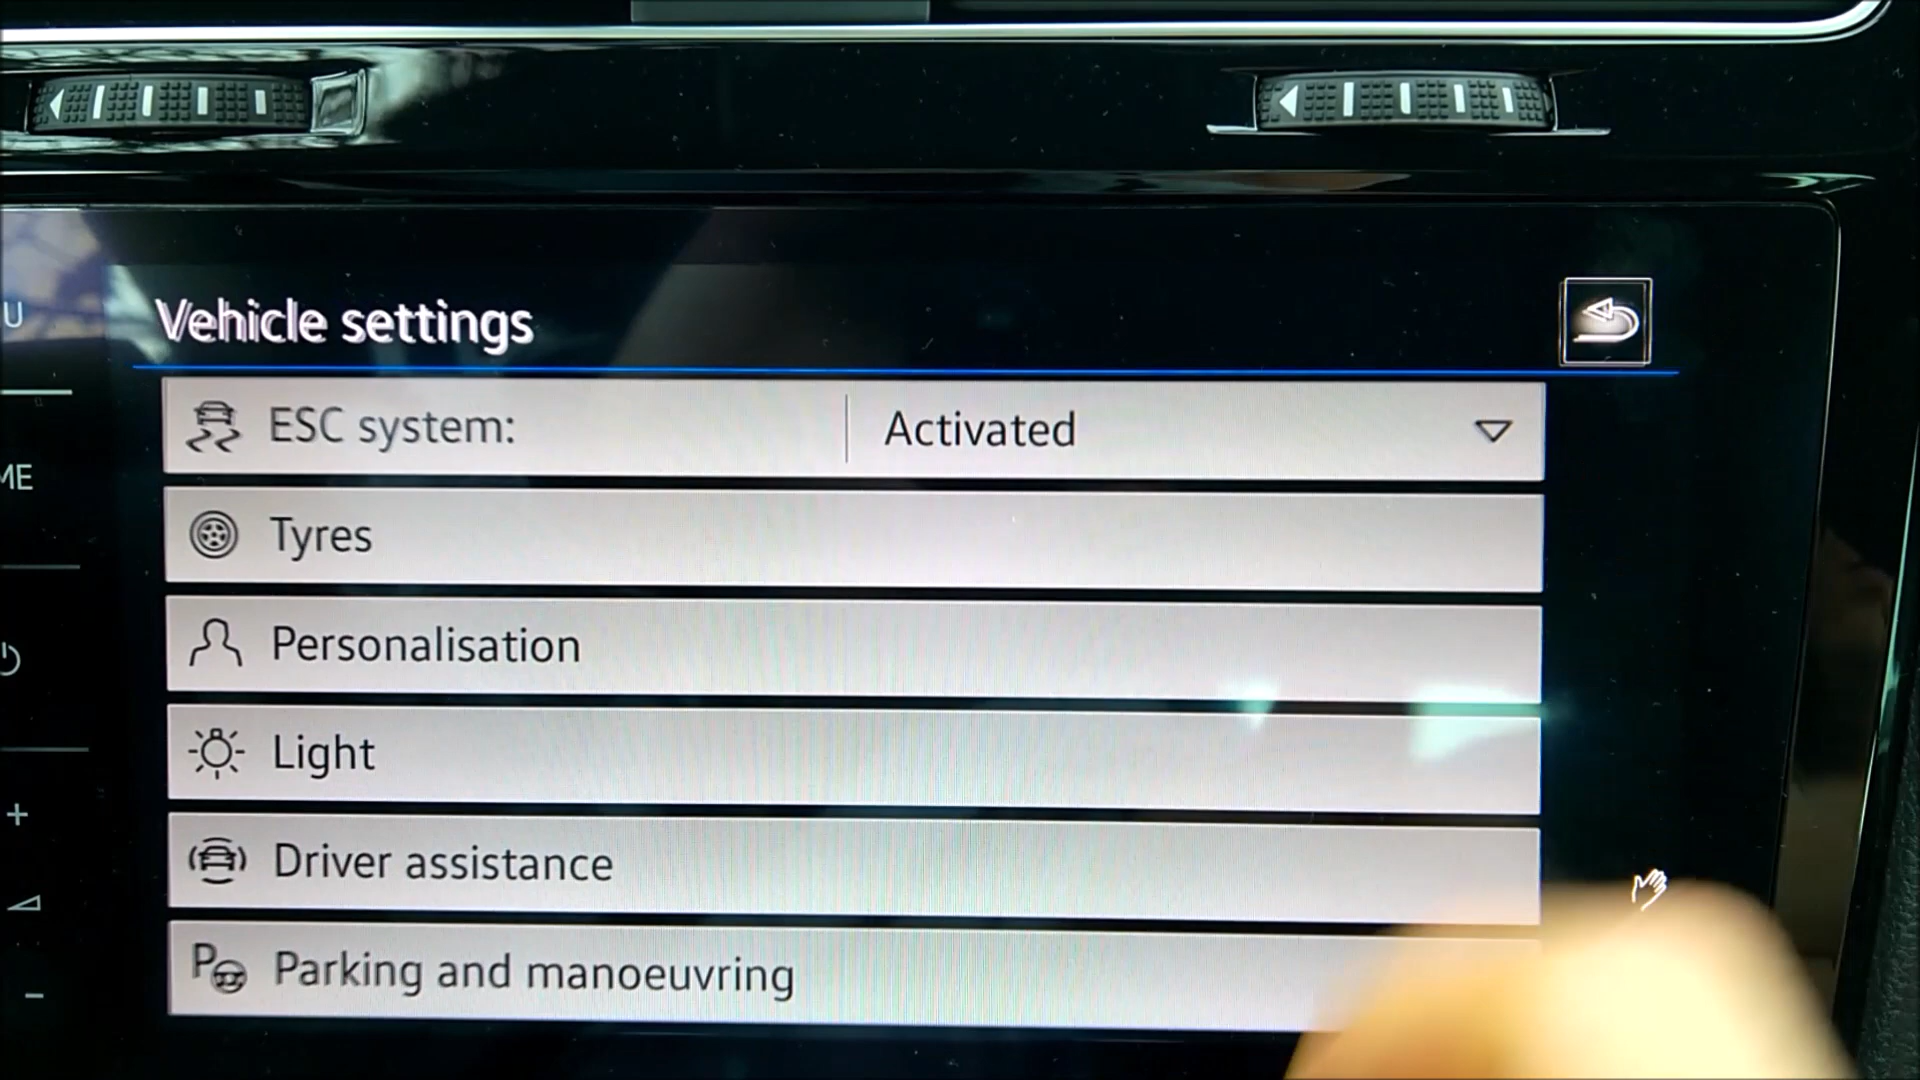 Vehicle settings
ESC system: Activated
Tyres
Personalisation
Light
Driver assistance
Parking and manoeuvring
+
-